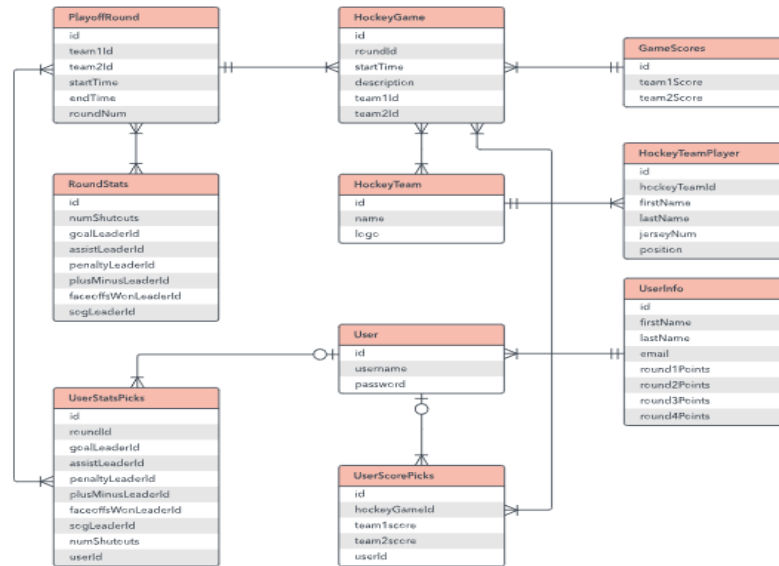 PlayoffRound
id
team1Id
team2Id
startTime
endTime
roundNum
HockeyGame
id
roundId
startTime
description
team1Id
team2Id
GameScores
id
team1Score
team2Score
RoundStats
id
numShutouts
goalLeaderId
assistLeaderId
penaltyLeaderId
plusMinusLeaderId
faceoffsWonLeaderId
sogLeaderId
HockeyTeam
id
name
logo
HockeyTeamPlayer
id
hockeyTeamId
firstName
lastName
jerseyNum
position
User
id
username
password
UserInfo
id
firstName
lastName
email
round1Points
round2Points
round3Points
round4Points
UserStatsPicks
id
roundId
goalLeaderId
assistLeaderId
penaltyLeaderId
plusMinusLeaderId
faceoffsWonLeaderId
sogLeaderId
numShutouts
userId
UserScorePicks
id
hockeyGameId
team1score
team2score
userId